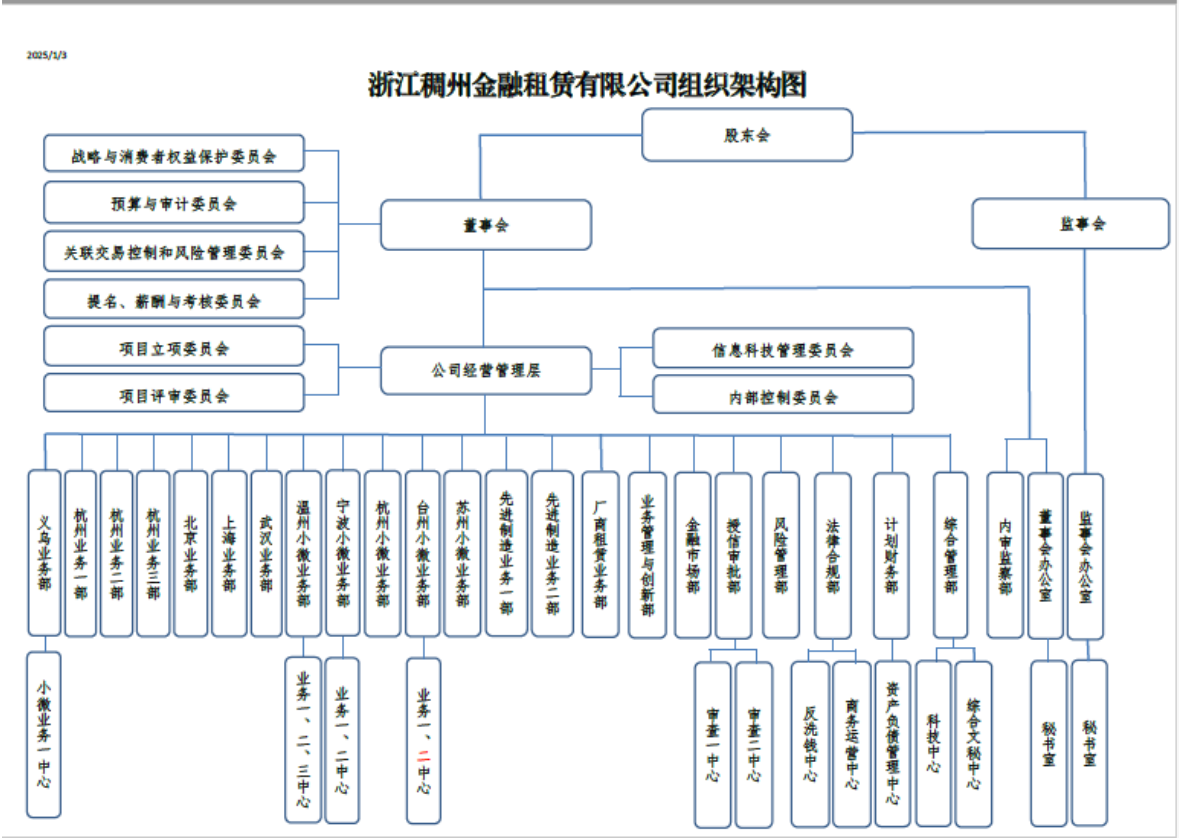 2025/1/3
浙江稠州金融租赁有限公司组织架构图
股东会
战略与消费者权益保护委员会
预算与审计委员会
关联交易控制和风险管理委员会
提名、薪酬与考核委员会
董事会
监事会
项目立项委员会
项目评审委员会
公司经营管理层
信息科技管理委员会
内部控制委员会
义乌业务部
杭州业务一部
杭州业务二部
杭州业务三部
北京业务部
上海业务部
武汉业务部
温州小微业务部
宁波小微业务部
杭州小微业务部
台州小微业务部
苏州小微业务部
先进制造业务一部
先进制造业务二部
厂商租赁业务部
业务管理与创新部
金融市场部
授信审批部
风险管理部
法律合规部
计划财务部
综合管理部
内审监察部
董事会办公室
监事会办公室
小微业务一中心
业务一、二、三中心
业务一、二中心
业务一、二中心
审查一中心
审查二中心
反洗钱中心
商务运营中心
资产负债管理中心
科技中心
综合文秘中心
秘书室
秘书室